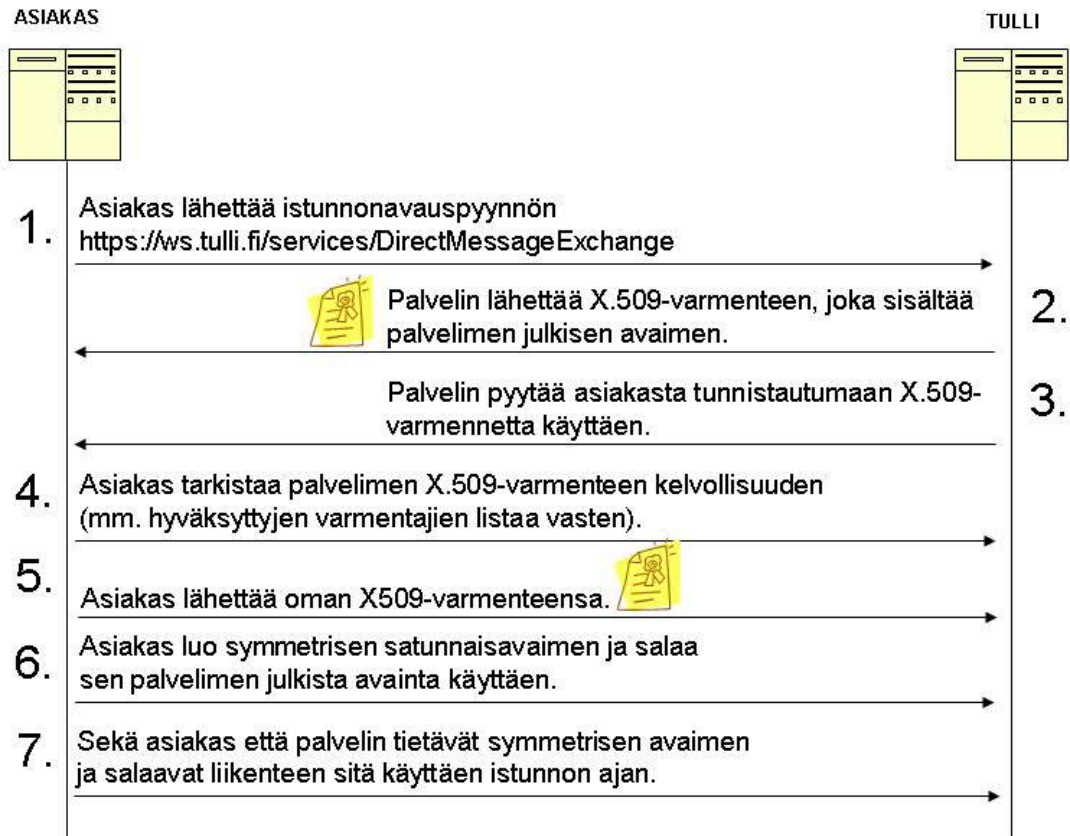 ASIAKAS
TULLI
1.
Asiakas lähettää istunnonavauspyynnön
https://ws.tulli.fi/services/DirectMessageExchange
Palvelin lähettää X.509-varmenteen, joka sisältää
palvelimen julkisen avaimen.
2.
Palvelin pyytää asiakasta tunnistautumaan X.509-
varmennetta käyttäen.
3.
4.
Asiakas tarkistaa palvelimen X.509-varmenteen kelvollisuuden
(mm. hyväksyttyjen varmentajien listaa vasten).
5.
Asiakas lähettää oman X509-varmenteensa.
6.
Asiakas luo symmetrisen satunnaisavaimen ja salaa
sen palvelimen julkista avainta käyttäen.
7.
Sekä asiakas että palvelin tietävät symmetrisen avaimen
ja salaavat liikenteen sitä käyttäen istunnon ajan.